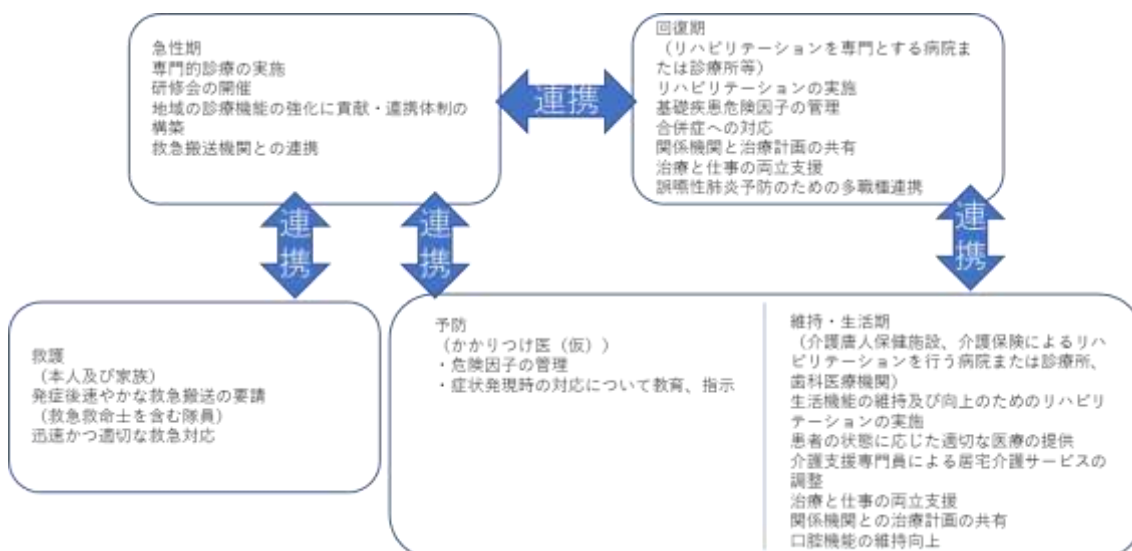 急性期
専門的診療の実施
研修会の開催
地域の診療機能の強化に貢献・連携体制の
構築
救急搬送機関との連携
連携
回復期
（リハビリテーションを専門とする病院ま
たは診療所等）
リハビリテーションの実施
基礎疾患危険因子の管理
合併症への対応
関係機関と治療計画の共有
治療と仕事の両立支援
誤嚥性肺炎予防のための多職種連携
連
携
連
携
連
携
救護
（本人及び家族）
発症後速やかな救急搬送の要請
（救急救命士を含む隊員）
迅速かつ適切な救急対応
予防
（かかりつけ医（仮））
・危険因子の管理
・症状発現時の対応について教育、指示
維持・生活期
（介護唐人保健施設、介護保険によるリハ
ビリテーションを行う病院または診療所、
歯科医療機関）
生活機能の維持及び向上のためのリハビリ
テーションの実施
患者の状態に応じた適切な医療の提供
介護支援専門員による居宅介護サービスの
調整
治療と仕事の両立支援
関係機関との治療計画の共有
口腔機能の維持向上